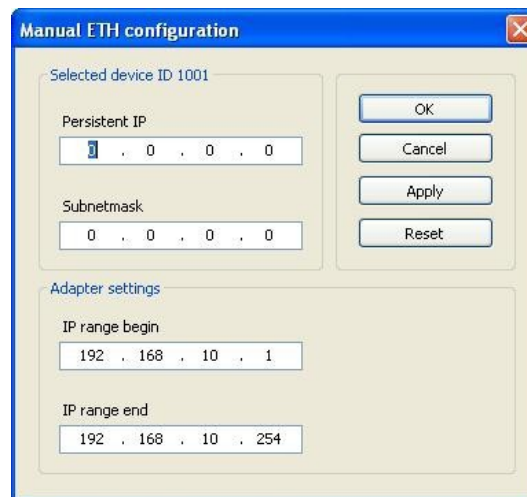 Manual ETH configuration
Selected device ID 1001
Persistent IP
0 . 0 . 0 . 0
Subnetmask
0 . 0 . 0 . 0
OK
Cancel
Apply
Reset
Adapter settings
IP range begin
192 . 168 . 10 . 1
IP range end
192 . 168 . 10 . 254